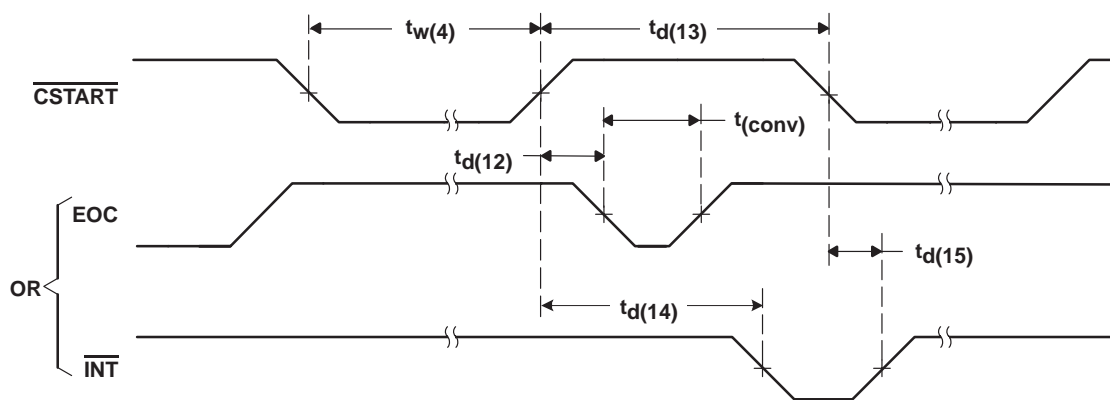 tw(4)
td(13)
CSTART
t(conv)
td(12)
EOC
td(15)
OR
td(14)
INT